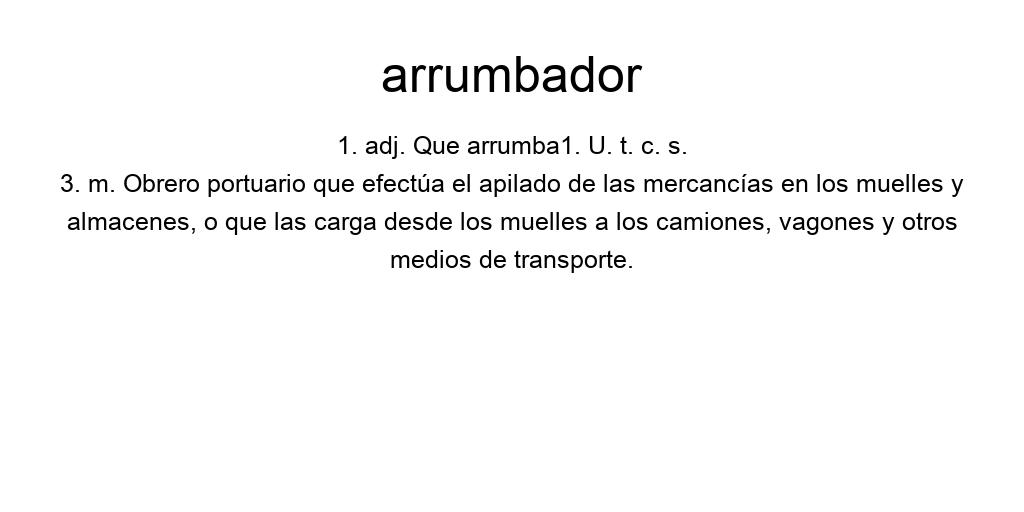 arrumbador
1. adj. Que arrumba1. U. t. c. s.
3. m. Obrero portuario que efectúa el apilado de las mercancías en los muelles y
almacenes, o que las carga desde los muelles a los camiones, vagones y otros
medios de transporte.